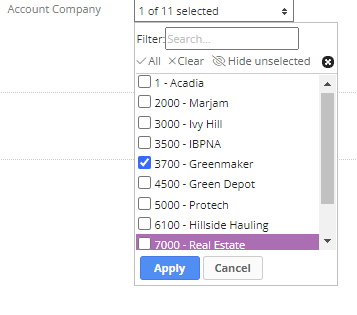 Account Company 1 of 11 selected
Filter: Search...
All Clear Hide unselected
1 - Acadia
2000 - Marjam
3000 - Ivy Hill
3500 - IBPNA
3700 - Greenmaker
4500 - Green Depot
5000 - Protech
6100 - Hillside Hauling
7000 - Real Estate
Apply Cancel